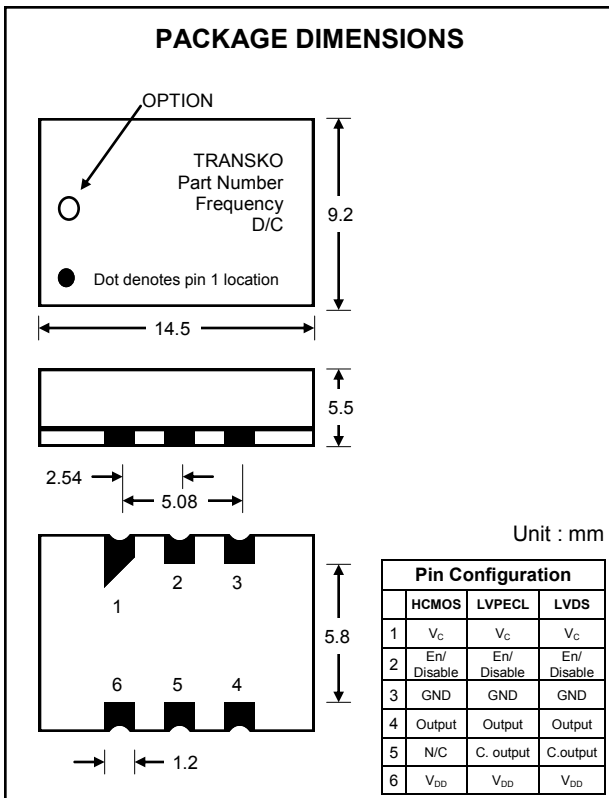 PACKAGE DIMENSIONS
OPTION
TRANSKO
Part Number
Frequency
D/C
9.2
Dot denotes pin 1 location
14.5
5.5
2.54
5.08
Unit : mm
1
2
3
5.8
6
5
4
1.2
Pin Configuration
HCMOS LVPECL LVDS
1 VC VC VC
2 En/ Disable En/ Disable En/ Disable
3 GND GND GND
4 Output Output Output
5 N/C C. output C.output
6 VDD VDD VDD